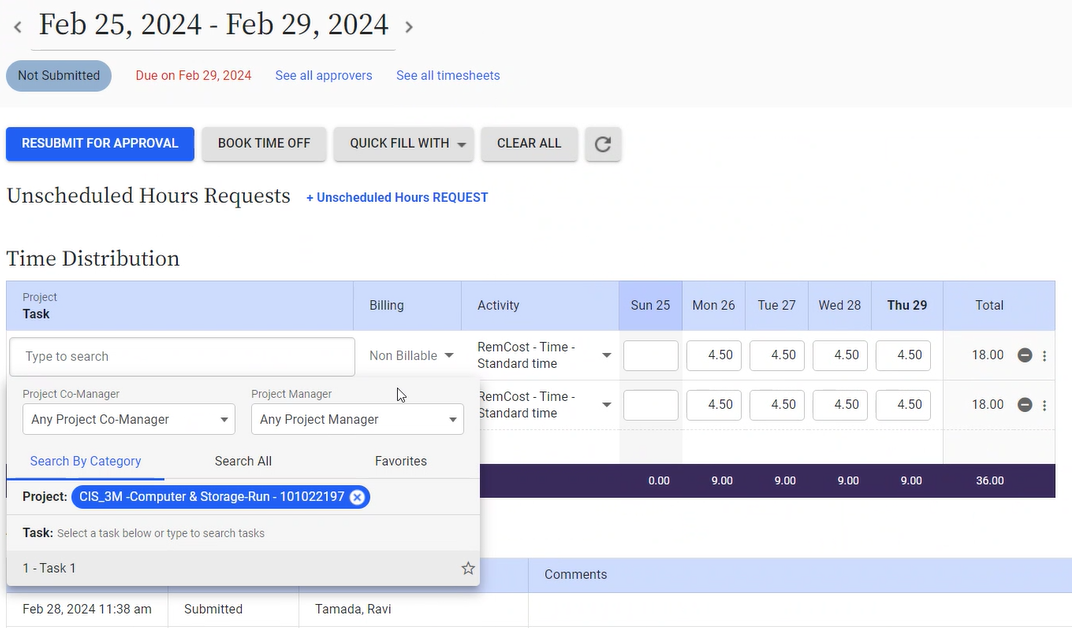 Feb 25, 2024 - Feb 29, 2024
Not Submitted Due on Feb 29, 2024 See all approvers See all timesheets
RESUBMIT FOR APPROVAL BOOK TIME OFF QUICK FILL WITH CLEAR ALL
Unscheduled Hours Requests + Unscheduled Hours REQUEST
Time Distribution
Project
Task Billing Activity Sun 25 Mon 26 Tue 27 Wed 28 Thu 29 Total
Type to search Non Billable RemCost - Time - Standard time 4.50 4.50 4.50 4.50 18.00
Project Co-Manager Project Manager
Any Project Co-Manager Any Project Manager
RemCost - Time - Standard time 4.50 4.50 4.50 4.50 18.00
Search By Category Search All Favorites
0.00 9.00 9.00 9.00 9.00 36.00
Project: CIS_3M -Computer & Storage-Run - 101022197
Task: Select a task below or type to search tasks
1 - Task 1
Comments
Feb 28, 2024 11:38 am Submitted Tamada, Ravi